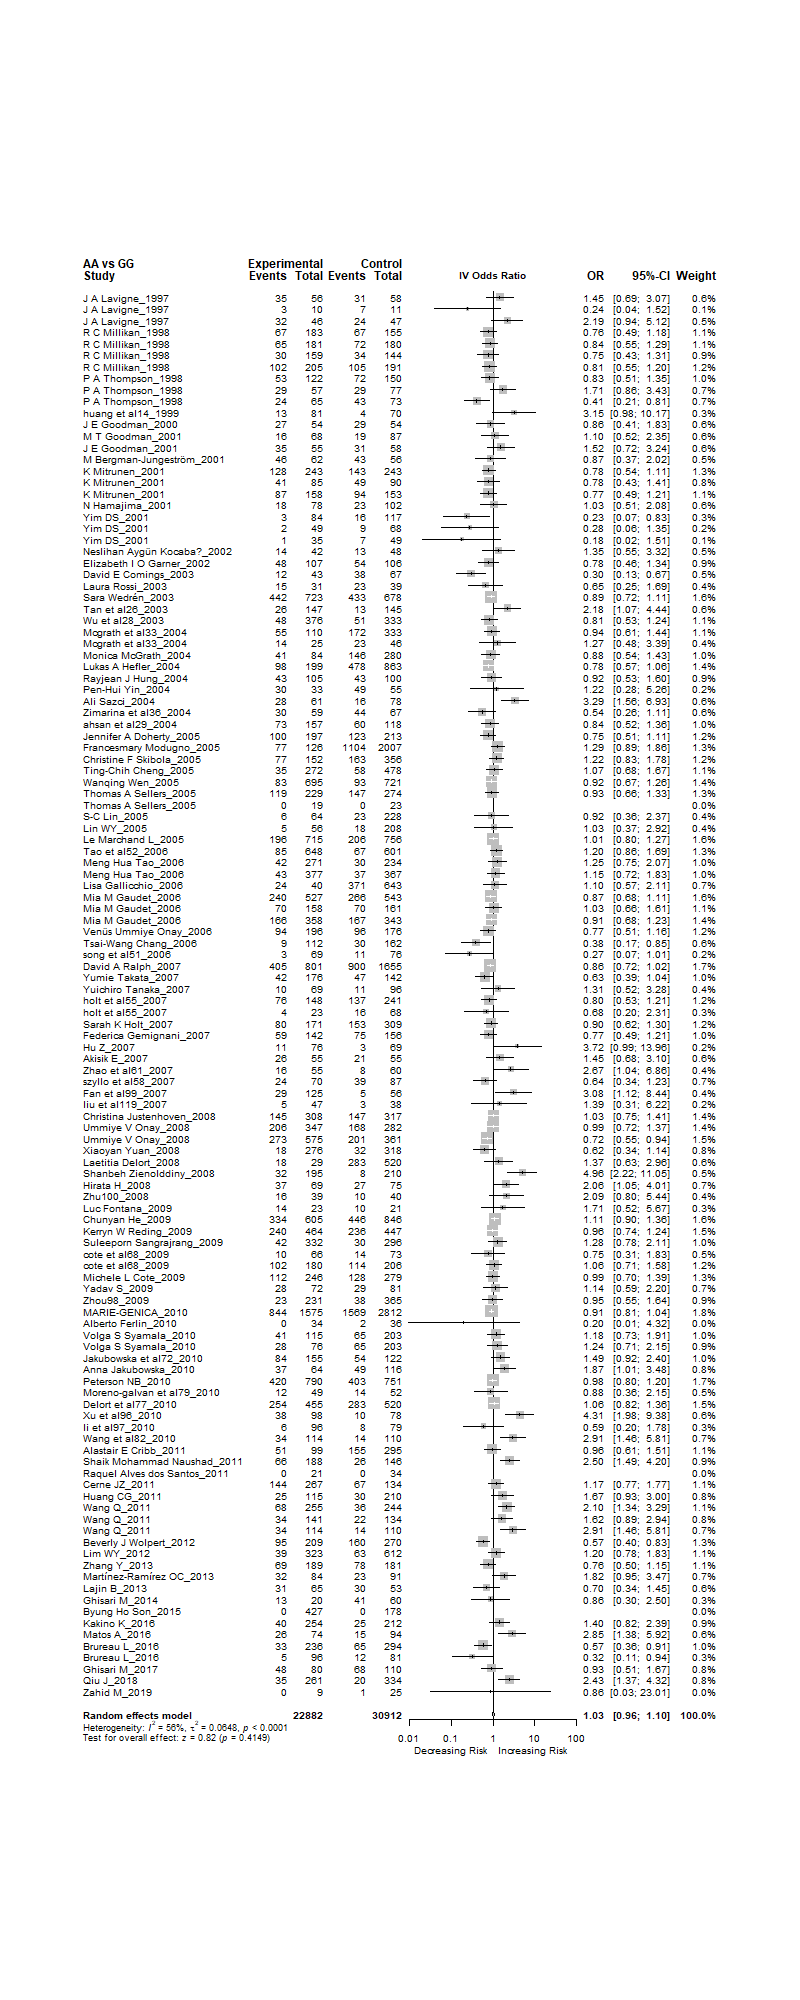 AA vs GG Experimental Control
Study Events Total Events Total IV Odds Ratio OR 95%-CI Weight
J A Lavigne_1997 35 56 31 58 1.45 [0.69; 3.07] 0.6%
J A Lavigne_1997 3 10 7 11 0.24 [0.04; 1.52] 0.2%
J A Lavigne_1997 32 46 24 47 2.19 [0.94; 5.12] 0.5%
R C Millikan_1998 67 183 67 155 0.76 [0.49; 1.18] 1.1%
R C Millikan_1998 65 181 72 180 0.84 [0.55; 1.29] 1.1%
R C Millikan_1998 30 159 34 144 0.75 [0.43; 1.31] 0.9%
R C Millikan_1998 102 205 105 191 0.81 [0.55; 1.20] 1.2%
P A Thompson_1998 53 122 72 150 0.83 [0.51; 1.35] 1.0%
P A Thompson_1998 29 57 29 77 1.71 [0.86; 3.43] 0.7%
P A Thompson_1998 24 65 43 73 0.41 [0.21; 0.81] 0.7%
huang et al14_1999 13 81 4 70 3.15 [0.98; 10.17] 0.3%
J E Goodman_2000 27 54 29 54 0.86 [0.41; 1.83] 0.6%
M T Goodman_2001 16 68 19 87 1.10 [0.52; 2.35] 0.6%
J E Goodman_2001 35 55 31 58 1.52 [0.72; 3.24] 0.6%
M Bergman-Jungeström_2001 46 62 43 56 0.87 [0.37; 2.02] 0.5%
K Mitrunen_2001 128 243 143 243 0.78 [0.54; 1.11] 1.3%
K Mitrunen_2001 41 85 49 90 0.78 [0.43; 1.41] 0.8%
K Mitrunen_2001 87 158 94 153 0.77 [0.49; 1.21] 1.1%
N Hamajima_2001 18 78 23 102 1.03 [0.51; 2.08] 0.7%
Yim DS_2001 3 84 16 117 0.23 [0.07; 0.83] 0.3%
Yim DS_2001 2 49 9 68 0.28 [0.06; 1.35] 0.2%
Yim DS_2001 1 35 7 49 0.18 [0.02; 1.51] 0.1%
Neslihan Aygün Kocaba?_2002 14 42 13 48 1.35 [0.55; 3.32] 0.5%
Elizabeth I O Garner_2002 48 107 54 106 0.78 [0.46; 1.34] 0.9%
David E Comings_2003 12 43 38 67 0.30 [0.13; 0.67] 0.5%
Laura Rossi_2003 15 31 23 39 0.65 [0.25; 1.69] 0.4%
Sara Wedrén_2003 442 723 433 678 0.89 [0.72; 1.11] 1.6%
Tan et al26_2003 26 147 13 145 2.18 [1.07; 4.44] 0.6%
Wu et al28_2003 48 376 51 333 0.81 [0.53; 1.24] 1.1%
Mcgrath et al33_2004 55 110 172 333 0.94 [0.61; 1.44] 1.1%
Mcgrath et al33_2004 14 25 23 46 1.27 [0.48; 3.39] 0.4%
Monica McGrath_2004 41 84 146 280 0.88 [0.54; 1.43] 1.0%
Lukas A Hefler_2004 98 199 478 863 0.78 [0.57; 1.06] 1.4%
Rayjean J Hung_2004 43 105 43 100 0.92 [0.53; 1.60] 0.9%
Pen-Hui Yin_2004 30 33 49 55 1.22 [0.28; 5.26] 0.2%
Ali Sazci_2004 28 61 16 78 3.29 [1.56; 6.93] 0.6%
Zimarina et al36_2004 30 59 44 67 0.54 [0.26; 1.11] 0.6%
ahsan et al29_2004 73 157 60 118 0.84 [0.52; 1.36] 1.0%
Jennifer A Doherty_2005 100 197 123 213 0.75 [0.51; 1.11] 1.2%
Francesmary Modugno_2005 77 126 1104 2007 1.29 [0.89; 1.86] 1.3%
Christine F Skibola_2005 77 152 163 356 1.22 [0.83; 1.78] 1.2%
Ting-Chih Cheng_2005 35 272 58 478 1.07 [0.68; 1.67] 1.1%
Wanqing Wen_2005 83 695 93 721 0.92 [0.67; 1.26] 1.4%
Thomas A Sellers_2005 119 229 147 274 0.93 [0.66; 1.33] 1.3%
Thomas A Sellers_2005 0 19 0 23 0.0%
S-C Lin_2005 6 64 23 228 0.92 [0.36; 2.37] 0.4%
Lin WY_2005 5 56 18 208 1.03 [0.37; 2.92] 0.4%
Le Marchand L_2005 196 715 206 756 1.01 [0.80; 1.27] 1.6%
Tao et al52_2006 85 648 67 601 1.20 [0.86; 1.69] 1.3%
Meng Hua Tao_2006 42 271 30 234 1.25 [0.75; 2.07] 1.0%
Meng Hua Tao_2006 43 377 37 367 1.15 [0.72; 1.83] 1.0%
Lisa Gallicchio_2006 24 40 371 643 1.10 [0.57; 2.11] 0.7%
Mia M Gaudet_2006 240 527 266 543 0.87 [0.68; 1.11] 1.6%
Mia M Gaudet_2006 70 158 70 161 1.03 [0.66; 1.61] 1.1%
Mia M Gaudet_2006 166 358 167 343 0.91 [0.68; 1.23] 1.5%
Venüs Ummiye Onay_2006 94 196 96 176 0.77 [0.51; 1.16] 1.2%
Tsai-Wang Chang_2006 9 112 30 162 0.38 [0.17; 0.85] 0.6%
song et al51_2006 3 69 11 76 0.27 [0.07; 1.01] 0.2%
David A Ralph_2007 405 801 900 1655 0.86 [0.72; 1.02] 1.7%
Yumie Takata_2007 42 176 47 142 0.63 [0.39; 1.04] 1.0%
Yuichiro Tanaka_2007 10 69 11 96 1.31 [0.52; 3.28] 0.4%
holt et al55_2007 76 148 137 241 0.80 [0.53; 1.21] 1.2%
holt et al55_2007 4 23 16 68 0.68 [0.20; 2.31] 0.3%
Sarah K Holt_2007 80 171 153 309 0.90 [0.62; 1.30] 1.2%
Federica Gemignani_2007 59 142 75 156 0.77 [0.49; 1.21] 1.1%
Hu Z_2007 11 76 3 69 3.72 [0.99; 13.96] 0.2%
Akisik E_2007 26 55 21 55 1.45 [0.68; 3.10] 0.6%
Zhao et al61_2007 16 55 8 60 2.67 [1.04; 6.86] 0.4%
szyllo et al58_2007 24 70 39 87 0.64 [0.34; 1.23] 0.7%
Fan et al99_2007 29 125 5 56 3.08 [1.12; 8.44] 0.4%
liu et al119_2007 5 47 3 38 1.39 [0.31; 6.22] 0.2%
Christina Justenhoven_2008 145 308 147 317 1.03 [0.75; 1.41] 1.4%
Ummiye V Onay_2008 206 347 168 282 0.99 [0.72; 1.37] 1.4%
Ummiye V Onay_2008 273 575 201 361 0.72 [0.55; 0.94] 1.5%
Xiaoyan Yuan_2008 18 276 32 318 0.62 [0.34; 1.14] 0.8%
Laetitia Delort_2008 18 29 283 520 1.37 [0.63; 2.96] 0.6%
Shanbeh Zienolddiny_2008 32 195 8 210 4.96 [2.22; 11.05] 0.6%
Hirata H_2008 37 69 27 75 2.06 [1.05; 4.01] 0.7%
Zhu100_2008 16 39 10 40 2.09 [0.80; 5.44] 0.4%
Luc Fontana_2009 14 23 10 21 1.71 [0.52; 5.67] 0.3%
Chunyan He_2009 334 605 446 846 1.11 [0.90; 1.36] 1.6%
Kerryn W Reding_2009 240 464 236 447 0.96 [0.74; 1.24] 1.5%
Suleeporn Sangrajrang_2009 42 332 30 296 1.28 [0.78; 2.11] 1.0%
cote et al68_2009 10 66 14 73 0.75 [0.31; 1.83] 0.5%
cote et al68_2009 102 180 114 206 1.06 [0.71; 1.58] 1.2%
Michele L Cote_2009 112 246 128 279 0.99 [0.70; 1.39] 1.3%
Yadav S_2009 28 72 29 81 1.14 [0.59; 2.20] 0.7%
Zhou98_2009 23 231 38 365 0.95 [0.55; 1.64] 0.9%
MARIE-GENICA_2010 844 1575 1569 2812 0.91 [0.81; 1.04] 1.8%
Alberto Ferlin_2010 0 34 2 36 0.20 [0.01; 4.32] 0.0%
Volga S Syamala_2010 41 115 65 203 1.18 [0.73; 1.91] 1.0%
Volga S Syamala_2010 28 76 65 203 1.24 [0.71; 2.15] 0.9%
Jakubowska et al72_2010 84 155 54 122 1.49 [0.92; 2.40] 1.0%
Anna Jakubowska_2010 37 64 49 116 1.87 [1.01; 3.48] 0.8%
Peterson NB_2010 420 790 403 751 0.98 [0.80; 1.20] 1.7%
Moreno-galvan et al79_2010 12 49 14 52 0.88 [0.36; 2.15] 0.5%
Delort et al77_2010 254 455 283 520 1.06 [0.82; 1.36] 1.5%
Xu et al96_2010 38 98 10 78 4.31 [1.98; 9.38] 0.6%
li et al97_2010 6 96 8 79 0.59 [0.20; 1.78] 0.3%
Wang et al82_2010 34 114 14 110 2.91 [1.46; 5.81] 0.7%
Alastair E Cribb_2011 51 99 155 295 0.96 [0.61; 1.51] 1.1%
Shaik Mohammad Naushad_2011 66 188 26 146 2.50 [1.49; 4.20] 0.9%
Raquel Alves dos Santos_2011 0 21 0 34 0.0%
Cerne JZ_2011 144 267 67 134 1.17 [0.77; 1.77] 1.1%
Huang CG_2011 25 115 30 210 1.67 [0.93; 3.00] 0.8%
Wang Q_2011 68 255 36 244 2.10 [1.34; 3.29] 1.1%
Wang Q_2011 34 141 22 134 1.62 [0.89; 2.94] 0.8%
Wang Q_2011 34 114 14 110 2.91 [1.46; 5.81] 0.7%
Beverly J Wolpert_2012 95 209 160 270 0.57 [0.40; 0.83] 1.3%
Lim WY_2012 39 323 63 612 1.20 [0.78; 1.83] 1.1%
Zhang Y_2013 69 189 78 181 0.76 [0.50; 1.15] 1.1%
Martínez-Ramírez OC_2013 32 84 23 91 1.82 [0.95; 3.47] 0.7%
Lajin B_2013 31 65 30 53 0.70 [0.34; 1.45] 0.6%
Ghisari M_2014 13 20 41 60 0.86 [0.30; 2.50] 0.4%
Byung Ho Son_2015 0 427 0 178 0.0%
Kakino K_2016 40 254 25 212 1.40 [0.82; 2.39] 0.9%
Matos A_2016 26 74 15 94 2.85 [1.38; 5.92] 0.6%
Brureau L_2016 33 236 65 294 0.57 [0.36; 0.91] 1.0%
Brureau L_2016 5 96 12 81 0.32 [0.11; 0.94] 0.3%
Ghisari M_2017 48 80 68 110 0.93 [0.51; 1.67] 0.8%
Qiu J_2018 35 261 20 334 2.43 [1.37; 4.32] 0.8%
Zahid M_2019 0 9 1 25 0.86 [0.03; 23.01] 0.0%
Random effects model 22882 30912 1.03 [0.96; 1.10] 100.0%
Heterogeneity: I² = 56%, τ² = 0.0648, p < 0.0001
Test for overall effect: z = 0.82 (p = 0.4149)
0.01 0.1 1 10 100
Decreasing Risk Increasing Risk